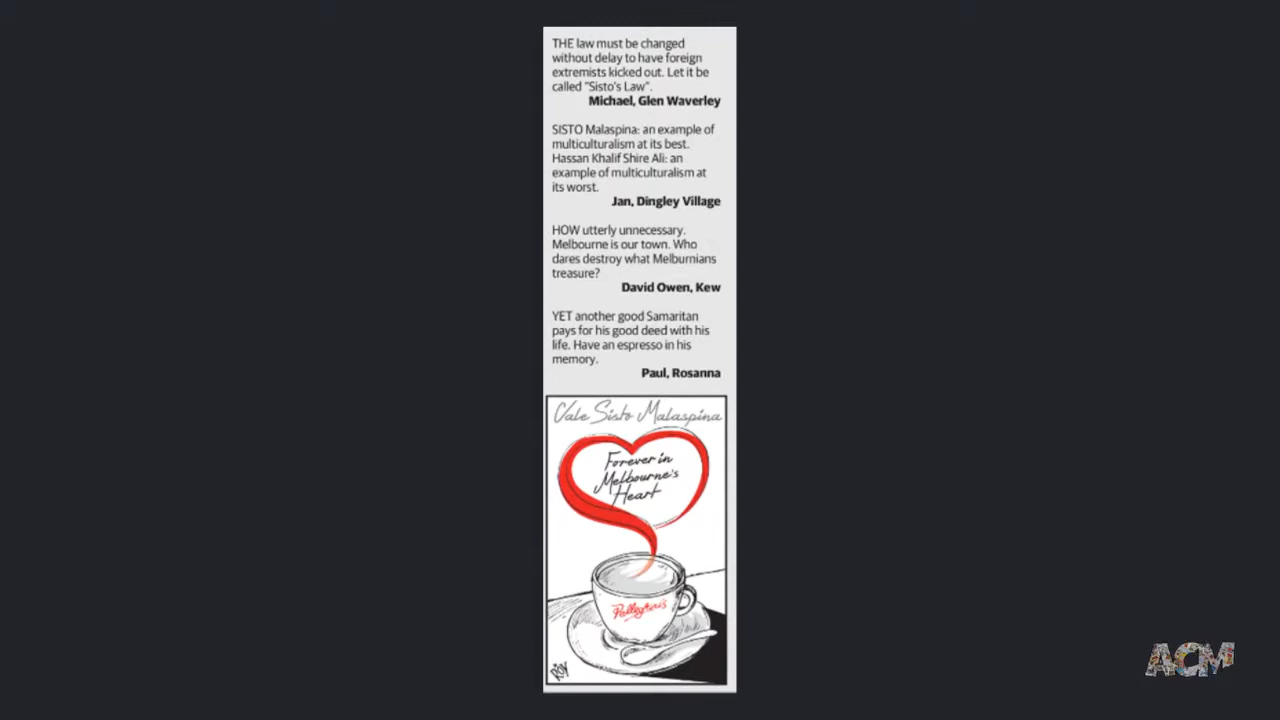 THE law must be changed
without delay to have foreign
extremists kicked out. Let it be
called "Sisto's Law".
Michael, Glen Waverley
SISTO Malaspina: an example of
multiculturalism at its best.
Hassan Khalif Shire Ali: an
example of multiculturalism at
its worst.
Jan, Dingley Village
HOW utterly unnecessary.
Melbourne is our town. Who
dares destroy what Melburnians
treasure?
David Owen, Kew
YET another good Samaritan
pays for his good deed with his
life. Have an espresso in his
memory.
Paul, Rosanna
Vale Sisto Malaspina
Forever in
Melbourne's
Heart
Pellegrini's
ROY
ACM